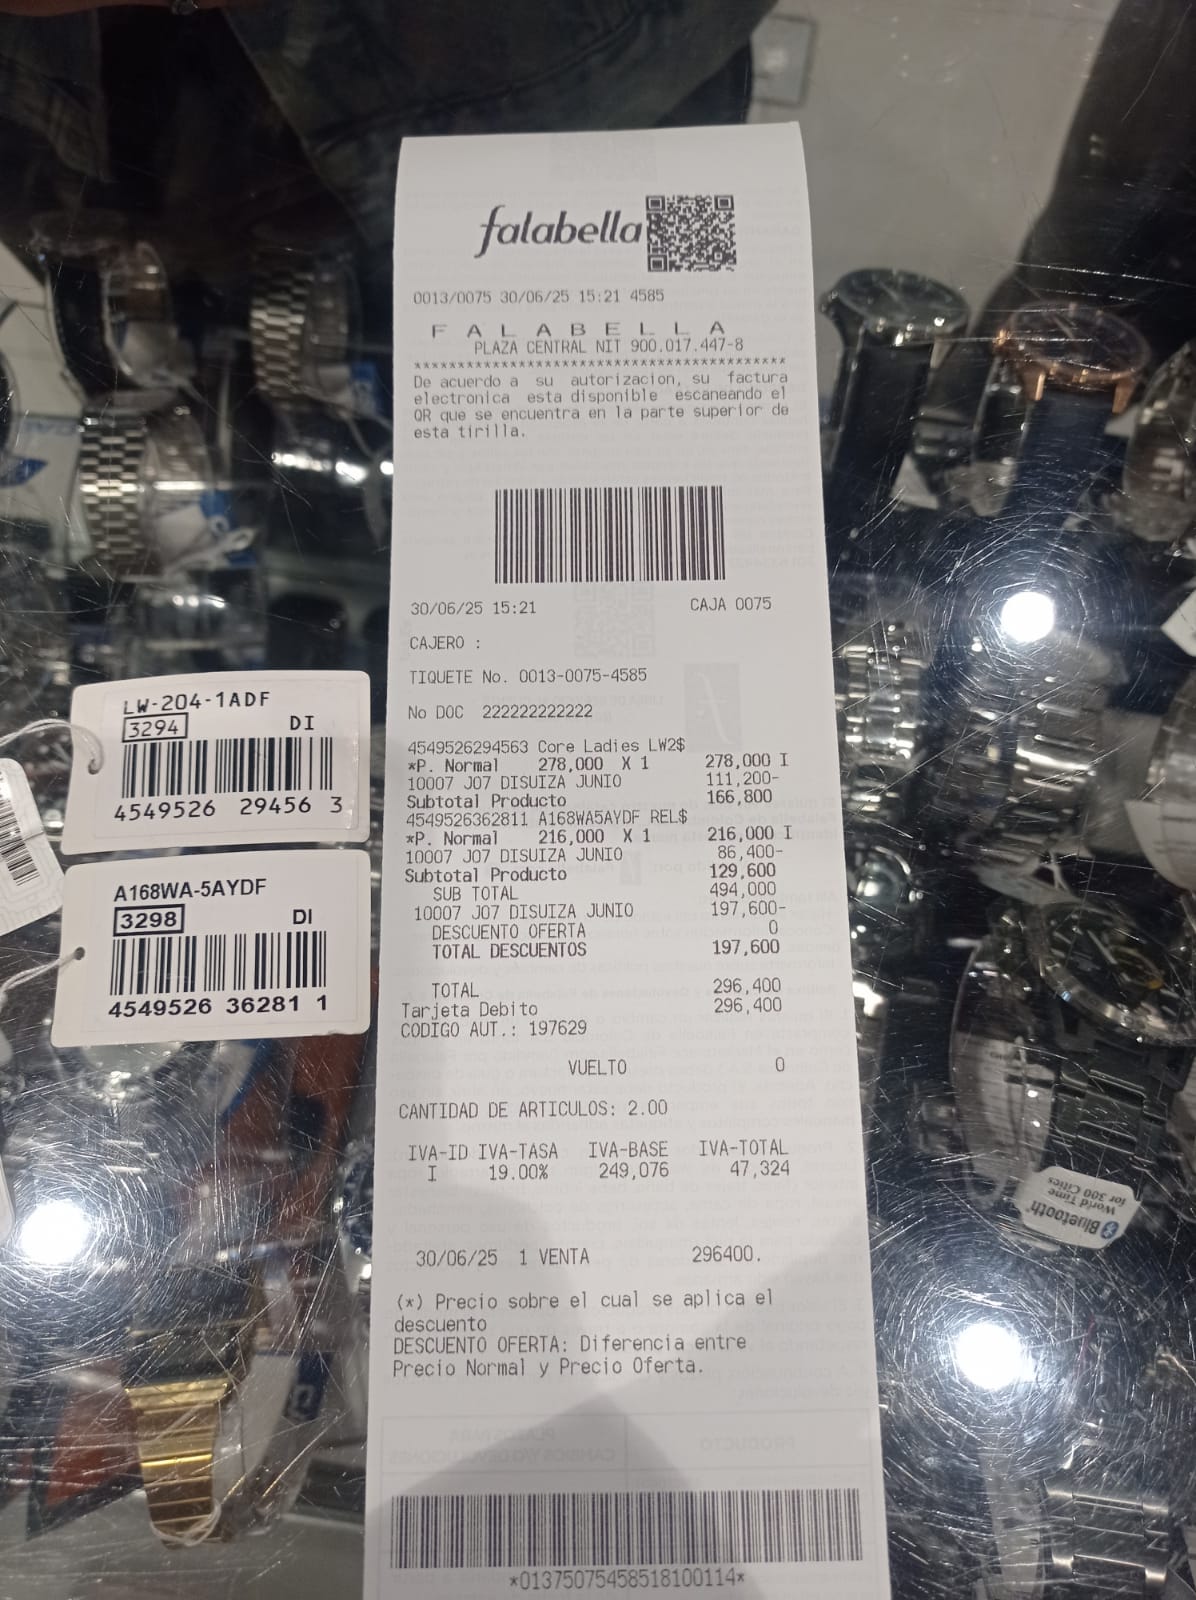 falabella
0013/0075 30/06/25 15:21 4585
F A L A B E L L A
PLAZA CENTRAL NIT 900.017.447-8
******************************************
De acuerdo a su autorizacion, su factura
electronica esta disponible escaneando el
QR que se encuentra en la parte superior de
esta tirilla.
30/06/25 15:21 CAJA 0075
CAJERO :
TIQUETE No. 0013-0075-4585
No DOC 222222222222
4549526294563 Core Ladies LW2$
*P. Normal 278,000 X 1 278,000 I
10007 J07 DISUIZA JUNIO 111,200-
Subtotal Producto 166,800
4549526362811 A168WA5AYDF REL$
*P. Normal 216,000 X 1 216,000 I
10007 J07 DISUIZA JUNIO 86,400-
Subtotal Producto 129,600
SUB TOTAL 494,000
10007 J07 DISUIZA JUNIO 197,600-
DESCUENTO OFERTA 0
TOTAL DESCUENTOS 197,600
TOTAL 296,400
Tarjeta Debito 296,400
CODIGO AUT.: 197629
VUELTO 0
CANTIDAD DE ARTICULOS: 2.00
IVA-ID IVA-TASA IVA-BASE IVA-TOTAL
I 19.00% 249,076 47,324
30/06/25 1 VENTA 296400.
(*) Precio sobre el cual se aplica el
descuento
DESCUENTO OFERTA: Diferencia entre
Precio Normal y Precio Oferta.
*01375075458518100114*
LW-204-1ADF
3294 DI
4549526 29456 3
A168WA-5AYDF
3298 DI
4549526 36281 1
Bluetooth
World Time
for 300 Cities